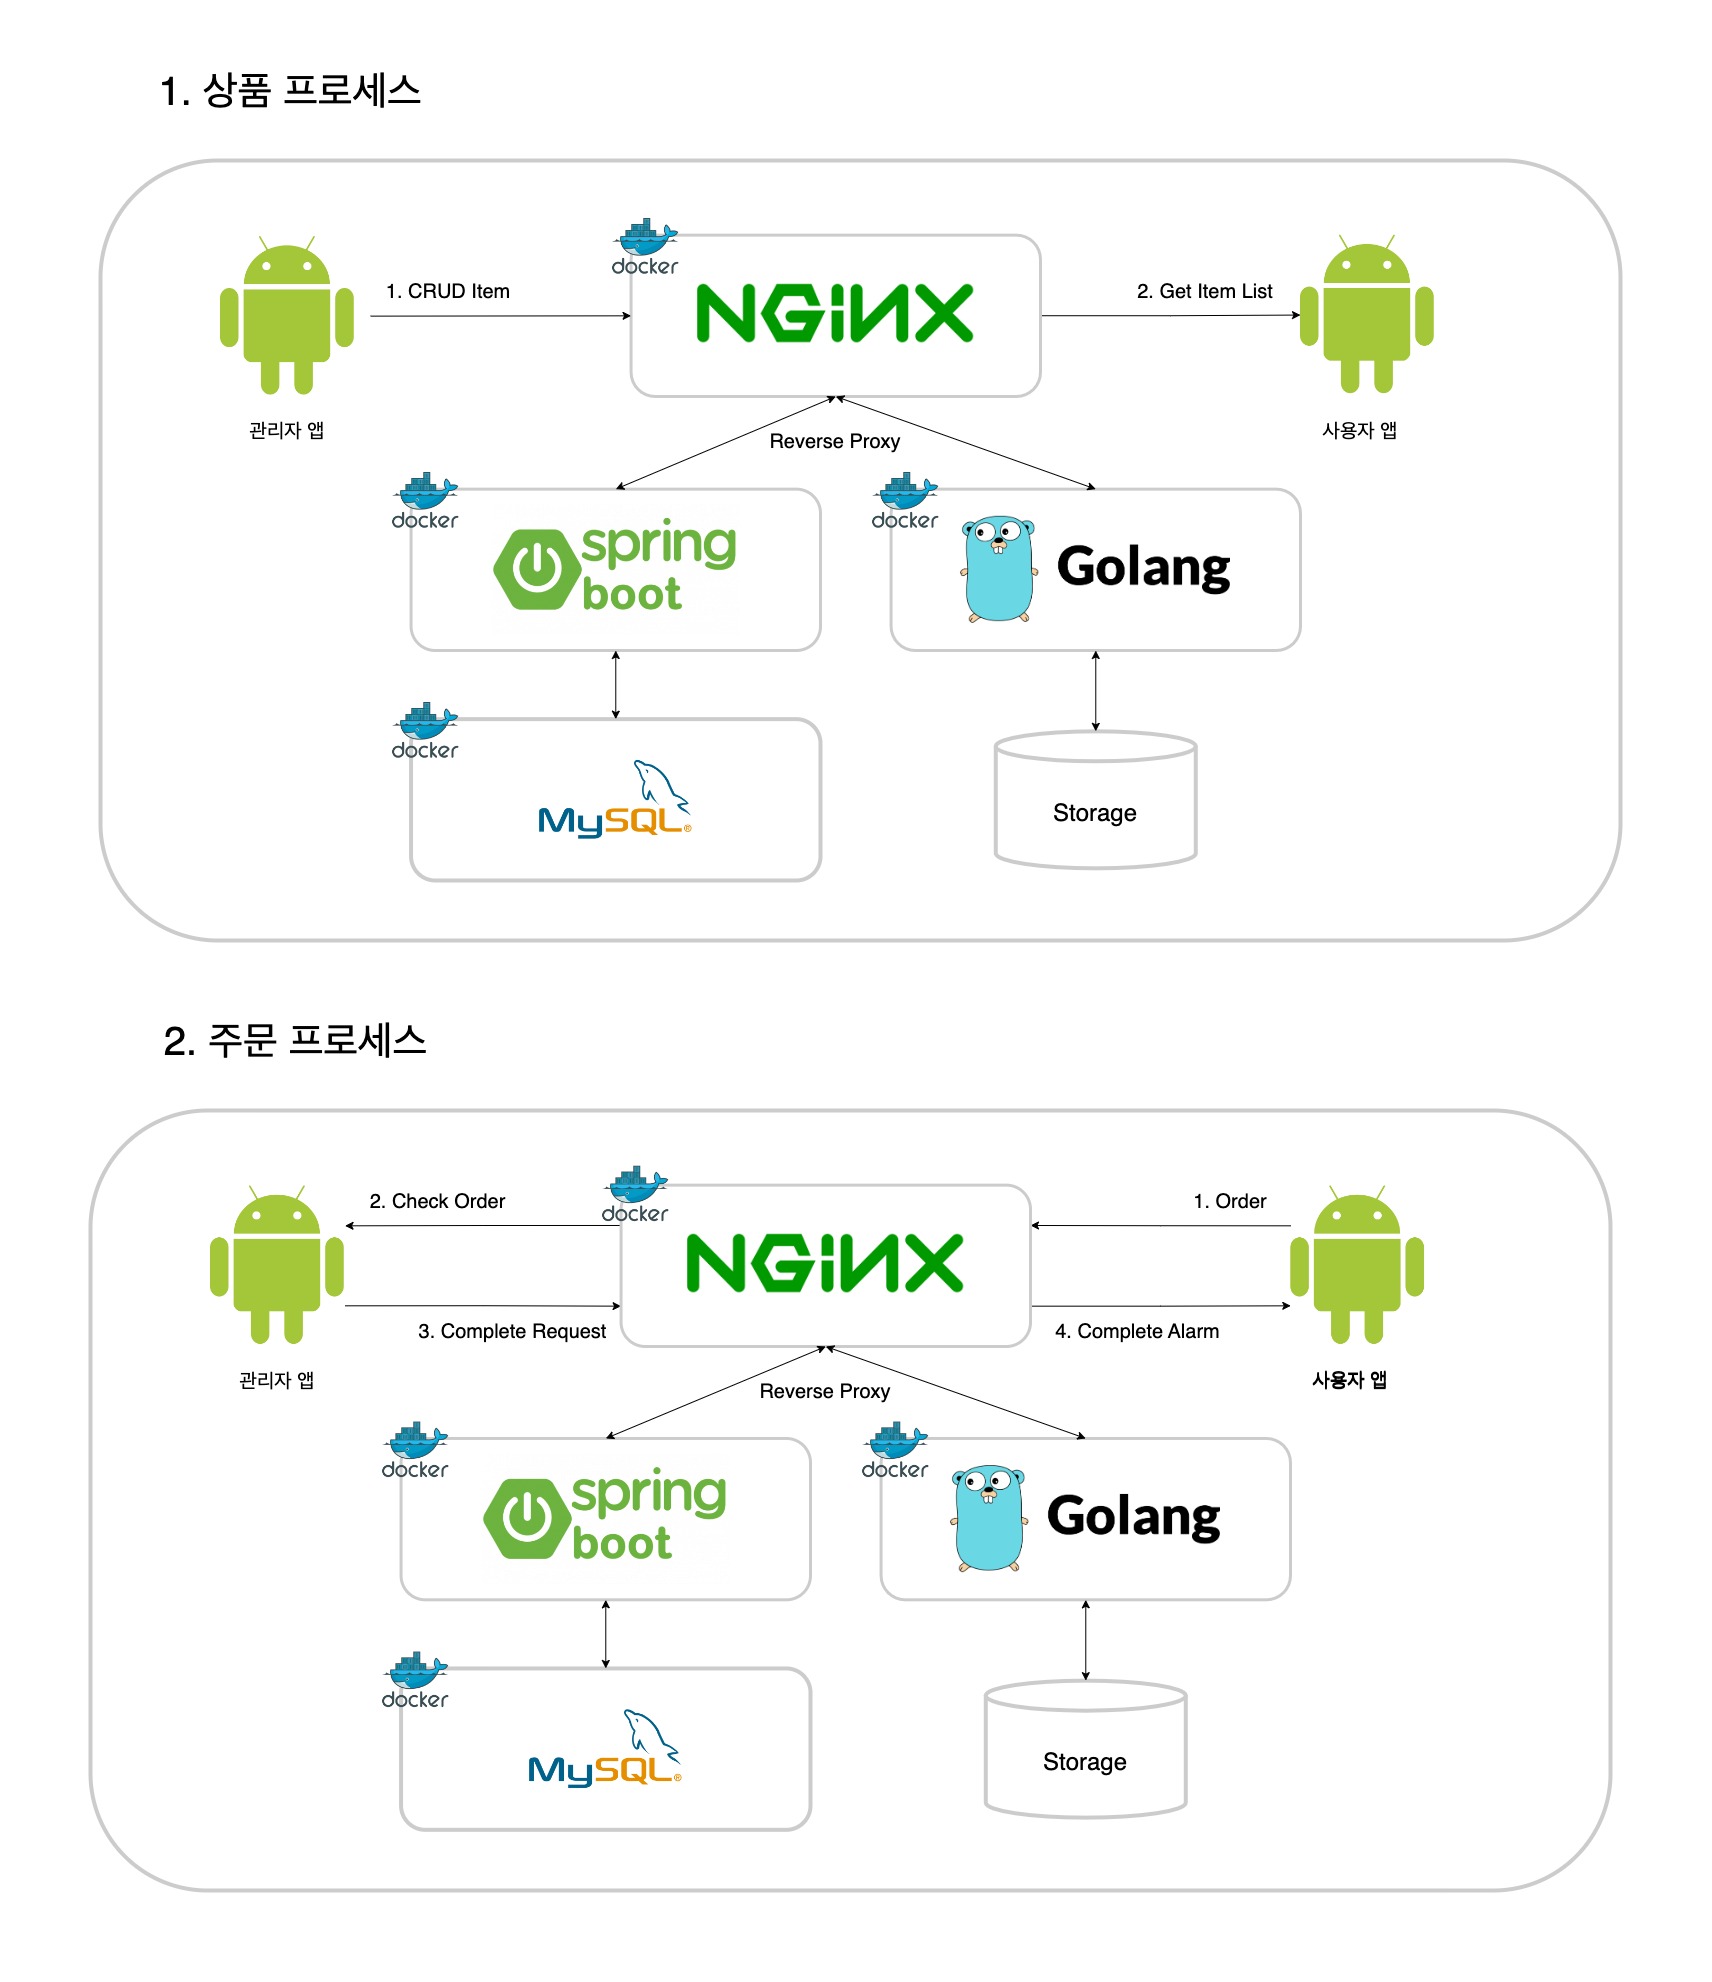 1. 상품 프로세스
docker
NGINX
1. CRUD Item
2. Get Item List
관리자 앱
사용자 앱
Reverse Proxy
docker
spring
boot
docker
Golang
docker
MySQL®
Storage
2. 주문 프로세스
2. Check Order
docker
NGINX
1. Order
3. Complete Request
4. Complete Alarm
관리자 앱
사용자 앱
Reverse Proxy
docker
spring
boot
docker
Golang
docker
MySQL®
Storage